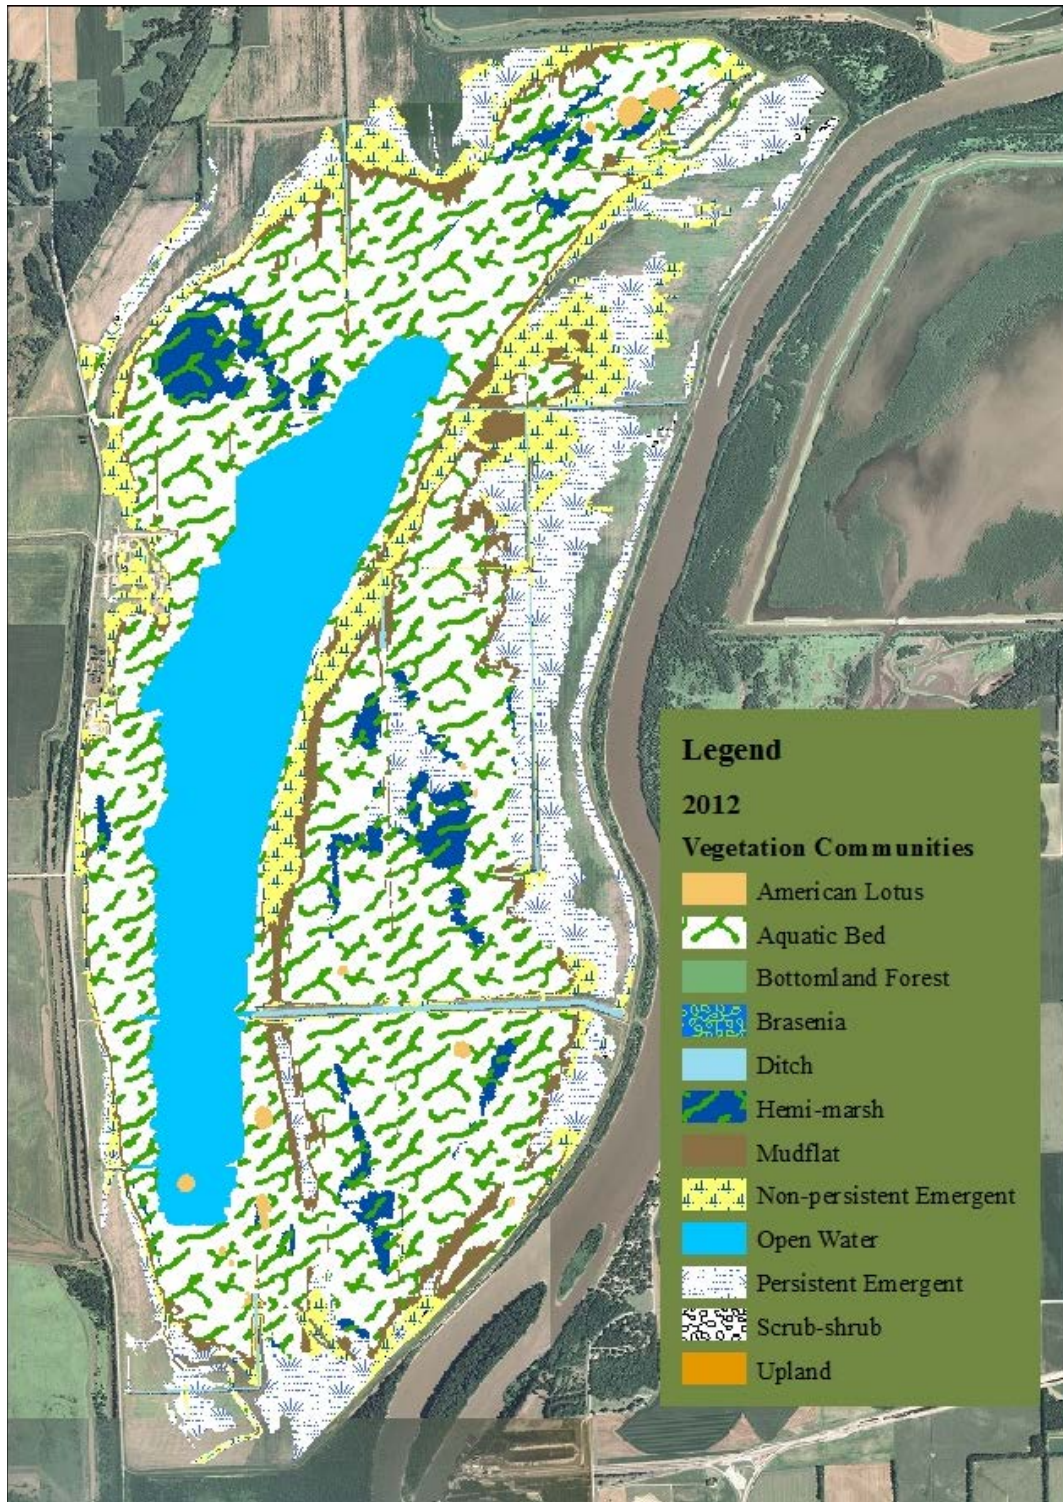 Legend
2012
Vegetation Communities
American Lotus
Aquatic Bed
Bottomland Forest
Brasenia
Ditch
Hemi-marsh
Mudflat
Non-persistent Emergent
Open Water
Persistent Emergent
Scrub-shrub
Upland